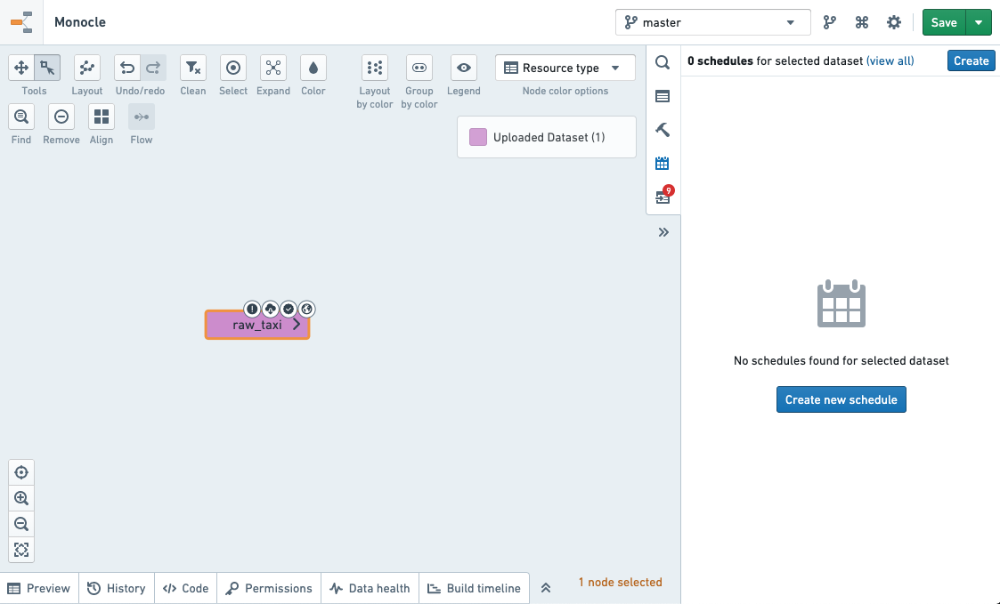 Monocle
master
Save
Tools
Layout
Undo/redo
Clean
Select
Expand
Color
Layout
by color
Group
by color
Legend
Resource type
Node color options
Find
Remove
Align
Flow
Uploaded Dataset (1)
9
0 schedules for selected dataset (view all)
Create
raw_taxi
No schedules found for selected dataset
Create new schedule
Preview
History
Code
Permissions
Data health
Build timeline
1 node selected